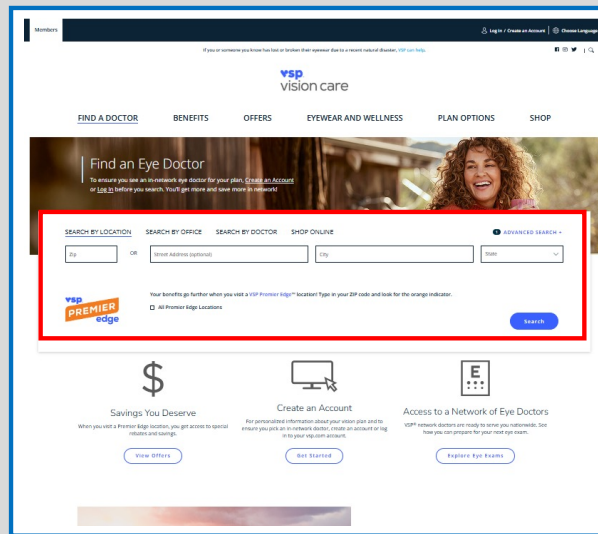 Members
Log In / Create an Account
Choose Language
If you or someone you know has lost or broken their eyewear due to a recent natural disaster, VSP can help.
vsp
vision care
FIND A DOCTOR BENEFITS OFFERS EYEWEAR AND WELLNESS PLAN OPTIONS SHOP
Find an Eye Doctor
To ensure you see an in-network eye doctor for your plan, Create an Account
or Log In before you search. You'll get more and save more in network!
SEARCH BY LOCATION SEARCH BY OFFICE SEARCH BY DOCTOR SHOP ONLINE ADVANCED SEARCH +
Zip OR Street Address (optional) City State
vsp
PREMIER
edge
Your benefits go further when you visit a VSP Premier Edge™ location! Type in your ZIP code and look for the orange indicator.
All Premier Edge Locations
Search
$
Savings You Deserve
When you visit a Premier Edge location, you get access to special
rebates and savings.
View Offers
Create an Account
For personalized information about your vision plan and to
ensure you pick an in-network doctor, create an account or log
in to your vsp.com account.
Get Started
E
Access to a Network of Eye Doctors
VSP® network doctors are ready to serve you nationwide. See
how you can prepare for your next eye exam.
Explore Eye Exams